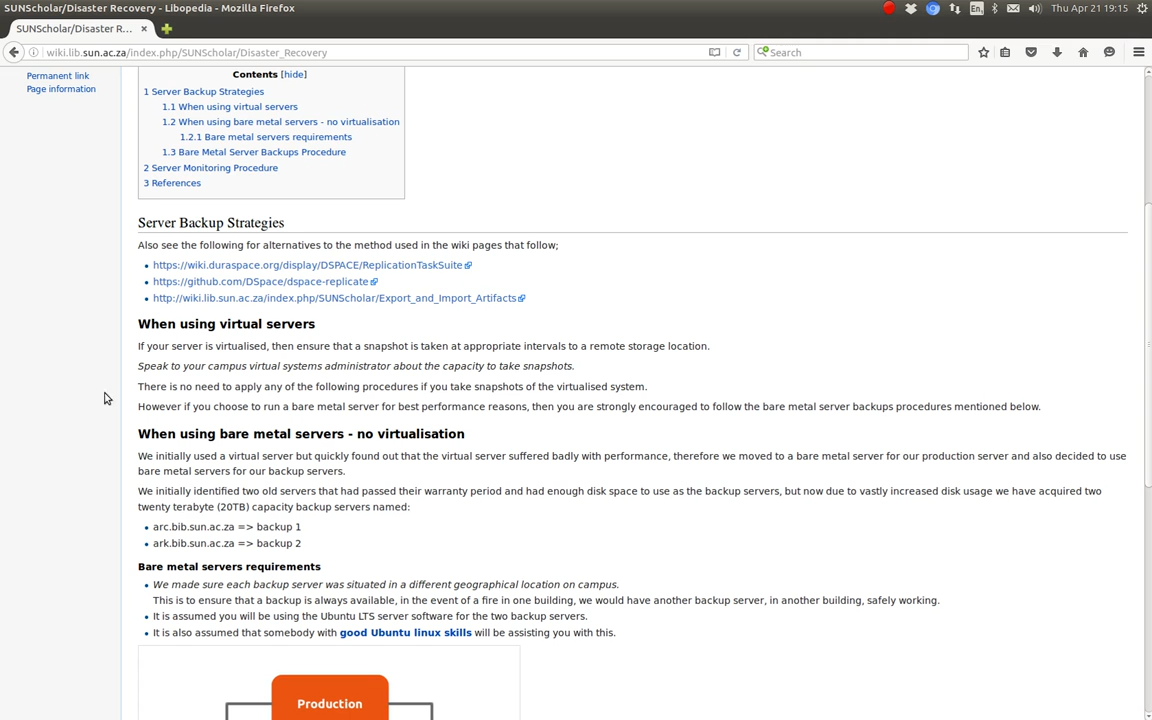 SUNScholar/Disaster Recovery - Libopedia - Mozilla Firefox
En
Thu Apr 21 19:15
SUNScholar/Disaster R...
wiki.lib.sun.ac.za/index.php/SUNScholar/Disaster_Recovery
Search
Permanent link
Page information
Contents [hide]
1 Server Backup Strategies
1.1 When using virtual servers
1.2 When using bare metal servers - no virtualisation
1.2.1 Bare metal servers requirements
1.3 Bare Metal Server Backups Procedure
2 Server Monitoring Procedure
3 References
Server Backup Strategies
Also see the following for alternatives to the method used in the wiki pages that follow;
https://wiki.duraspace.org/display/DSPACE/ReplicationTaskSuite
https://github.com/DSpace/dspace-replicate
http://wiki.lib.sun.ac.za/index.php/SUNScholar/Export_and_Import_Artifacts
When using virtual servers
If your server is virtualised, then ensure that a snapshot is taken at appropriate intervals to a remote storage location.
Speak to your campus virtual systems administrator about the capacity to take snapshots.
There is no need to apply any of the following procedures if you take snapshots of the virtualised system.
However if you choose to run a bare metal server for best performance reasons, then you are strongly encouraged to follow the bare metal server backups procedures mentioned below.
When using bare metal servers - no virtualisation
We initially used a virtual server but quickly found out that the virtual server suffered badly with performance, therefore we moved to a bare metal server for our production server and also decided to use
bare metal servers for our backup servers.
We initially identified two old servers that had passed their warranty period and had enough disk space to use as the backup servers, but now due to vastly increased disk usage we have acquired two
twenty terabyte (20TB) capacity backup servers named:
arc.bib.sun.ac.za => backup 1
ark.bib.sun.ac.za => backup 2
Bare metal servers requirements
We made sure each backup server was situated in a different geographical location on campus.
This is to ensure that a backup is always available, in the event of a fire in one building, we would have another backup server, in another building, safely working.
It is assumed you will be using the Ubuntu LTS server software for the two backup servers.
It is also assumed that somebody with good Ubuntu linux skills will be assisting you with this.
Production